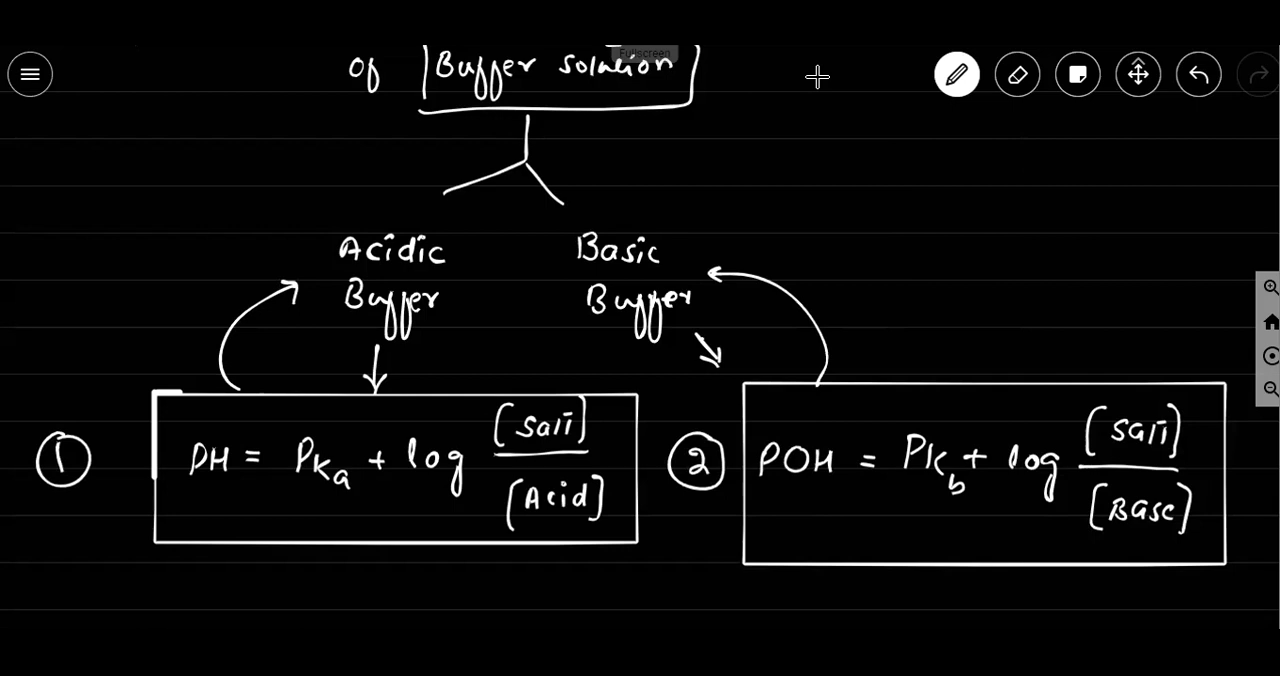 Fullscreen
of Buffer solution
Acidic Basic
Buffer Buffer
① PH = PKa + log [Salt] / [Acid]
② POH = PKb + log [Salt] / [Base]